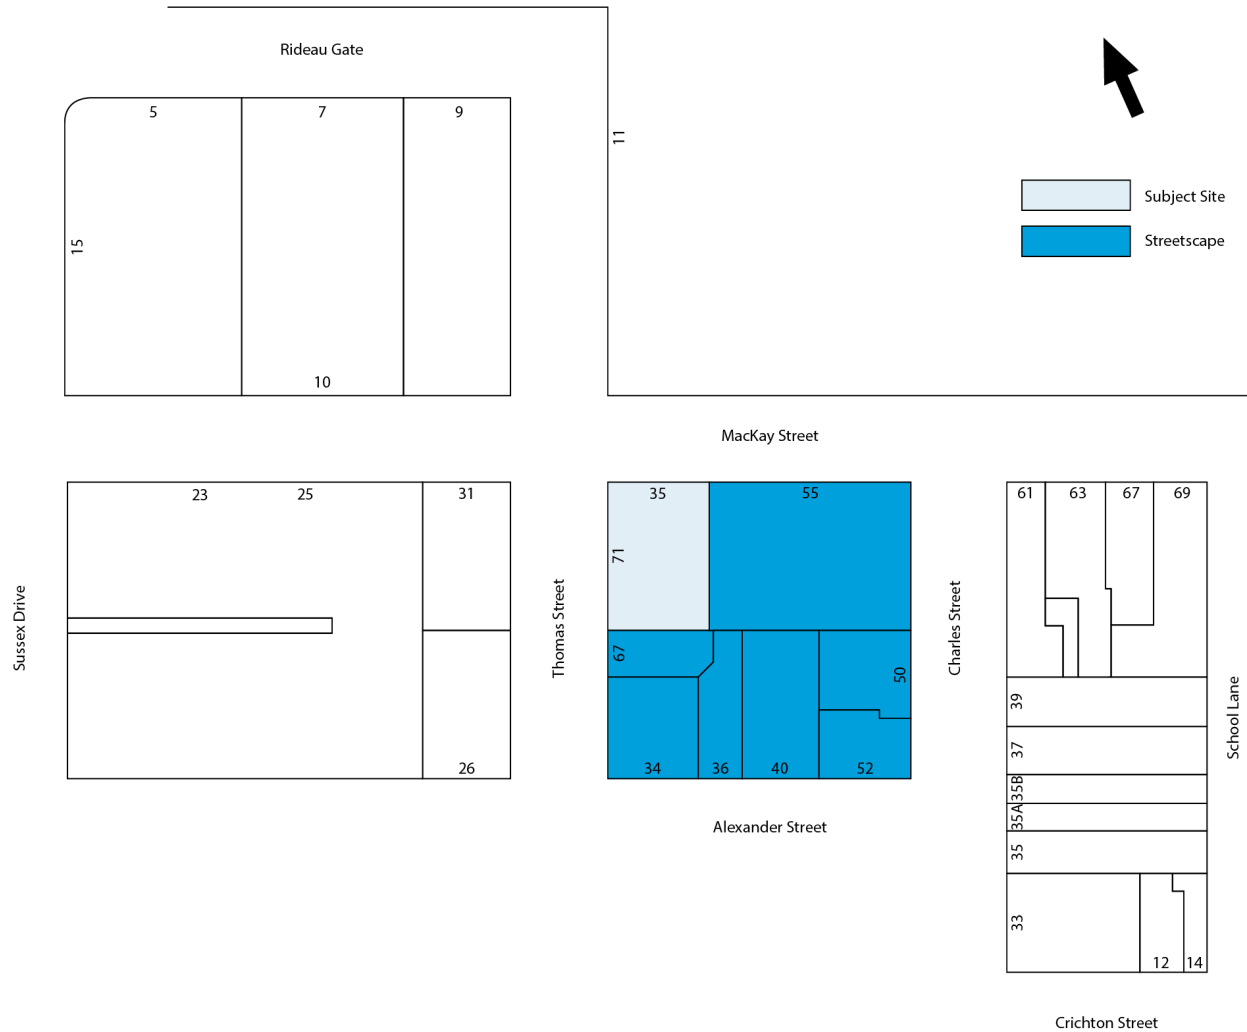 Rideau Gate
5
7
9
11
15
10
Subject Site
Streetscape
MacKay Street
23
25
31
26
Sussex Drive
Thomas Street
35
55
71
67
50
34
36
40
52
Alexander Street
Charles Street
61
63
67
69
39
37
35B
35A
35
33
12
14
School Lane
Crichton Street